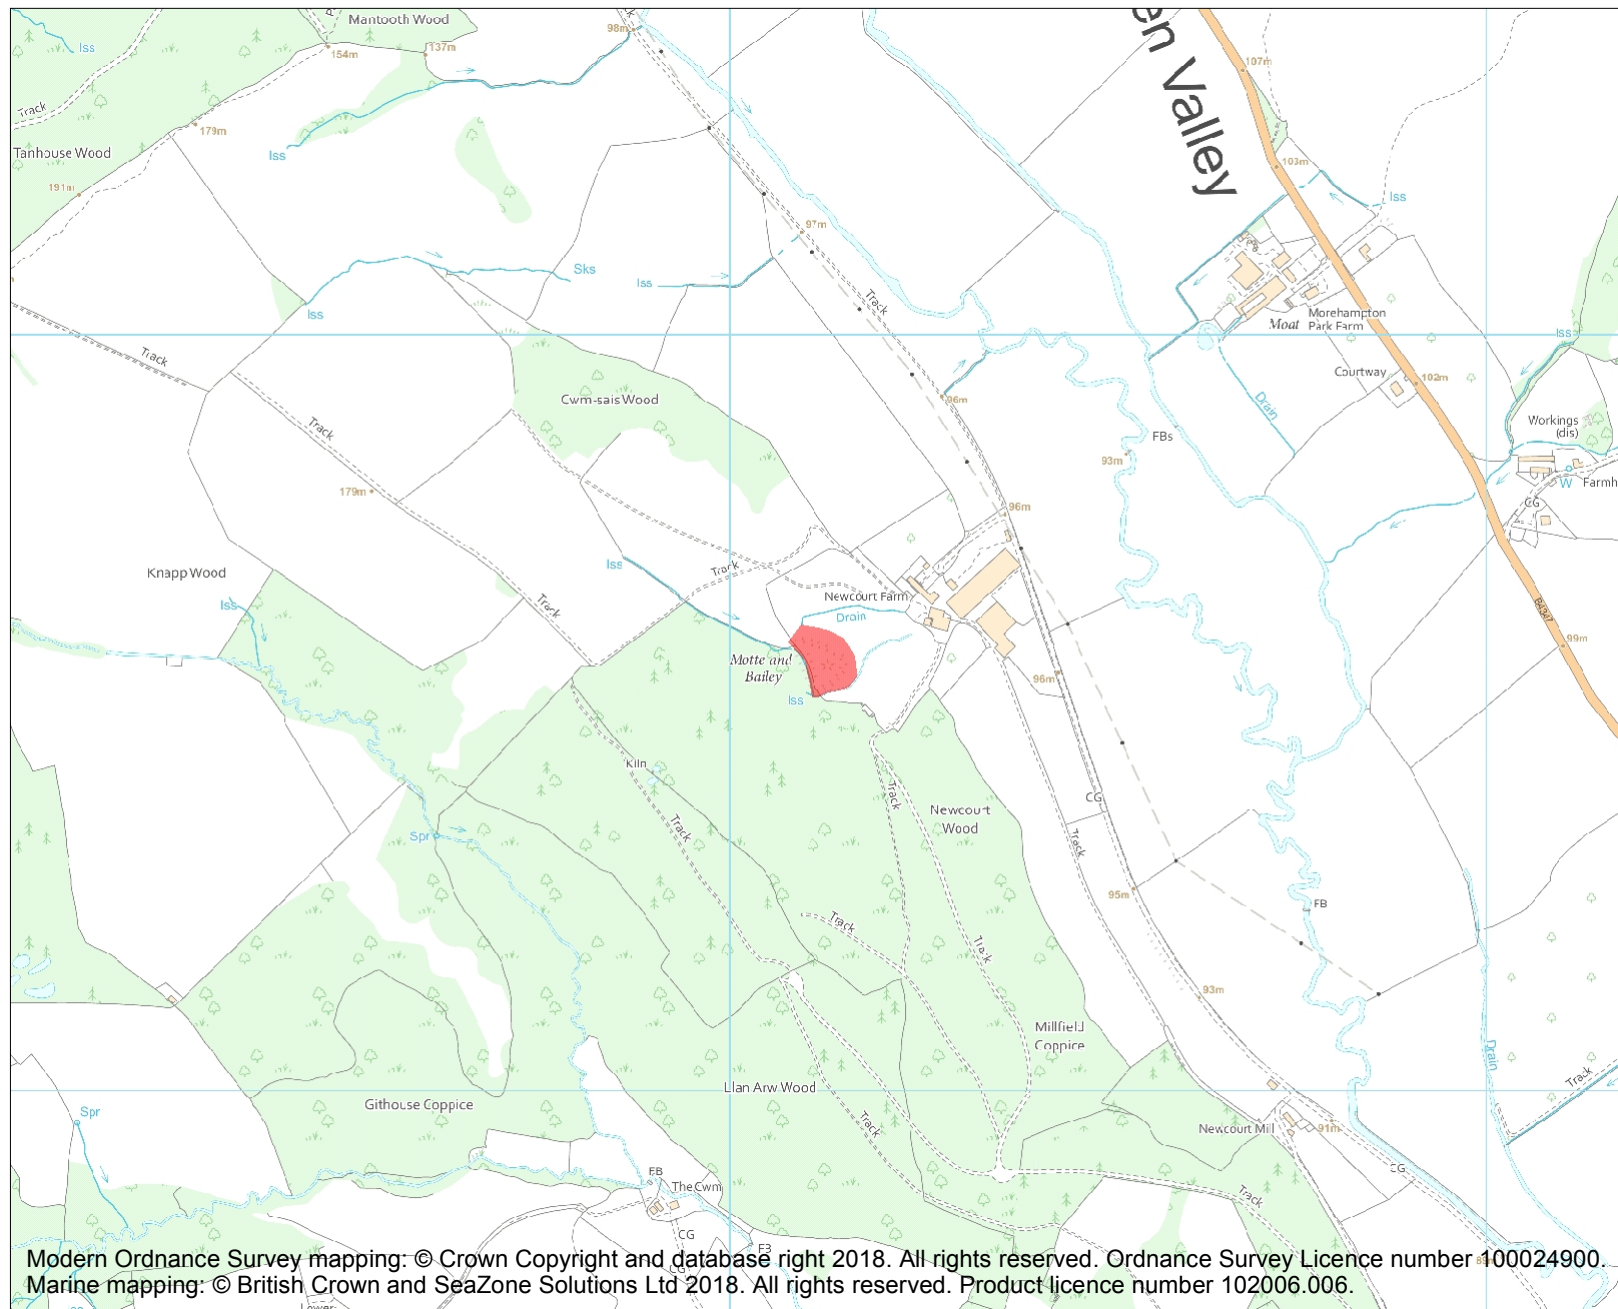 Mantooth Wood
98m
Iss
154m
137m
107m
en Valley
Track
179m
Tanhouse Wood
Iss
103m
191m
Iss
97m
Sks
Iss
Track
Iss
Moat
Morehampton
Park Farm
Iss
Track
Courtway
102m
Cwm-sais Wood
96m
Drain
Track
Workings
(dis)
FBs
93m
W
Farmh
179m
CG
96m
Iss
Track
Knapp Wood
Newcourt Farm
Iss
Track
Drain
B4347
99m
Motte and
Bailey
96m
Iss
Kiln
CG
Track
Newcourt
Wood
Track
Track
Spr
95m
FB
Track
Track
93m
Millfield
Coppice
Drain
Track
Llan Arw Wood
Githouse Coppice
Spr
Track
Newcourt Mill
91m
CG
FB
The Cwm
Track
CG
Modern Ordnance Survey mapping: © Crown Copyright and database right 2018. All rights reserved. Ordnance Survey Licence number 100024900.
Marine mapping: © British Crown and SeaZone Solutions Ltd 2018. All rights reserved. Product licence number 102006.006.